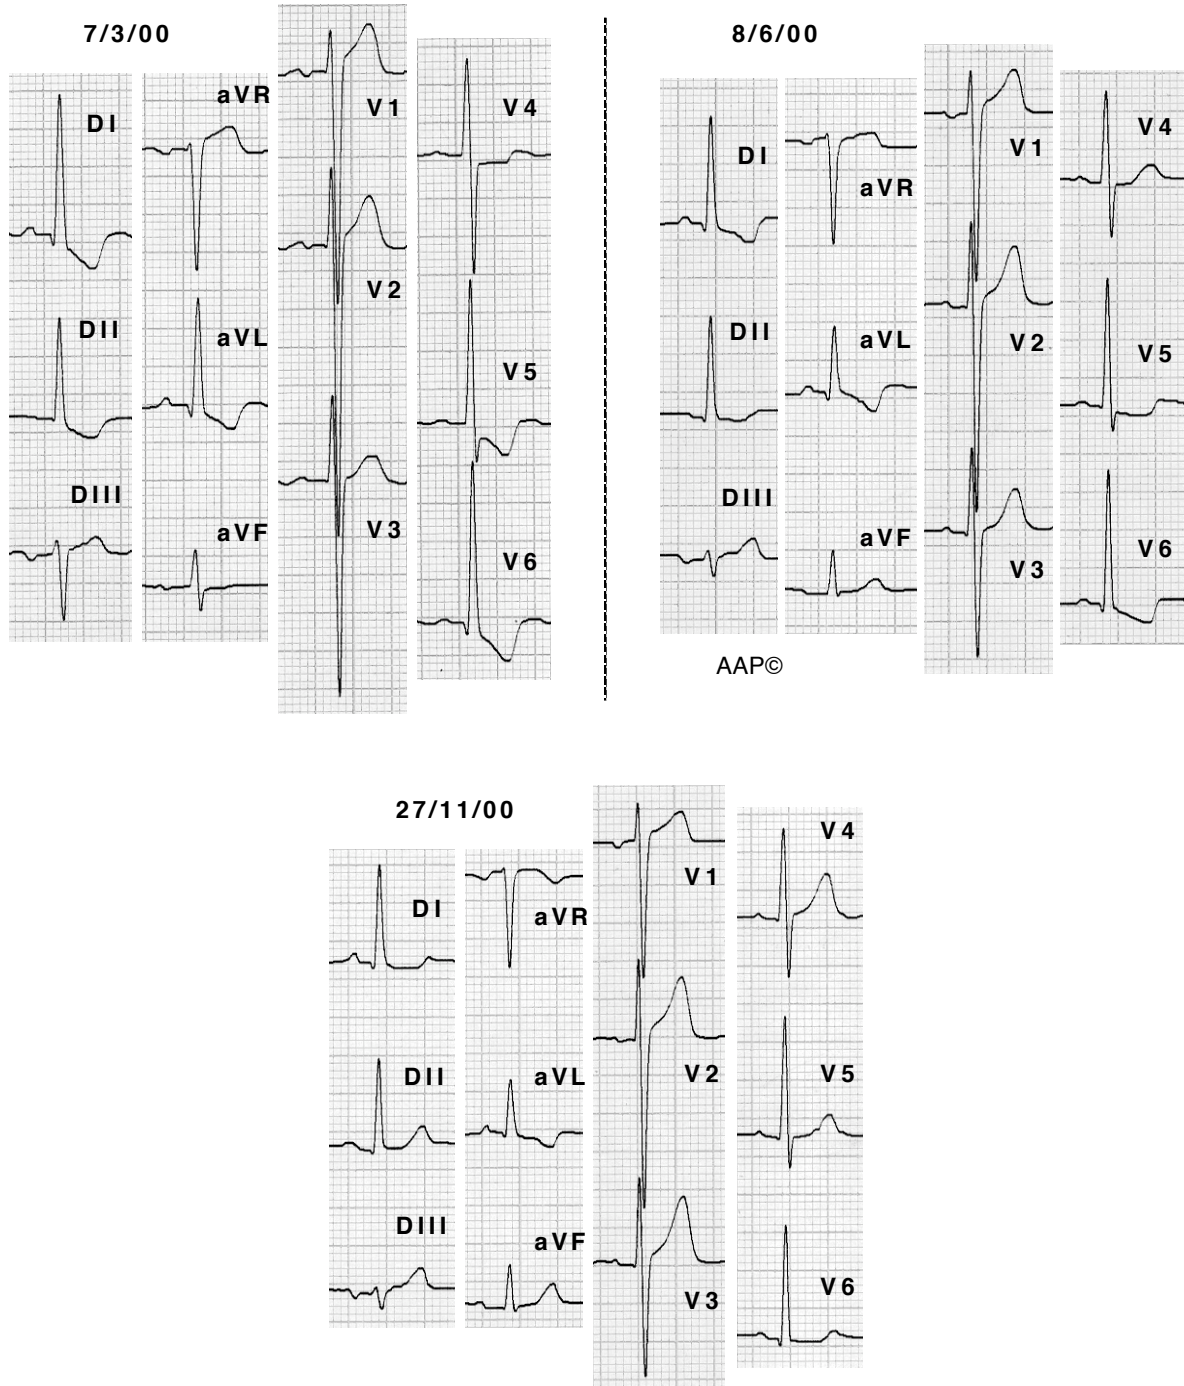 7/3/00
DI
DII
DIII
aVR
aVL
aVF
V1
V2
V3
V4
V5
V6
8/6/00
DI
DII
DIII
aVR
aVL
aVF
V1
V2
V3
V4
V5
V6
AAP©
27/11/00
DI
DII
DIII
aVR
aVL
aVF
V1
V2
V3
V4
V5
V6